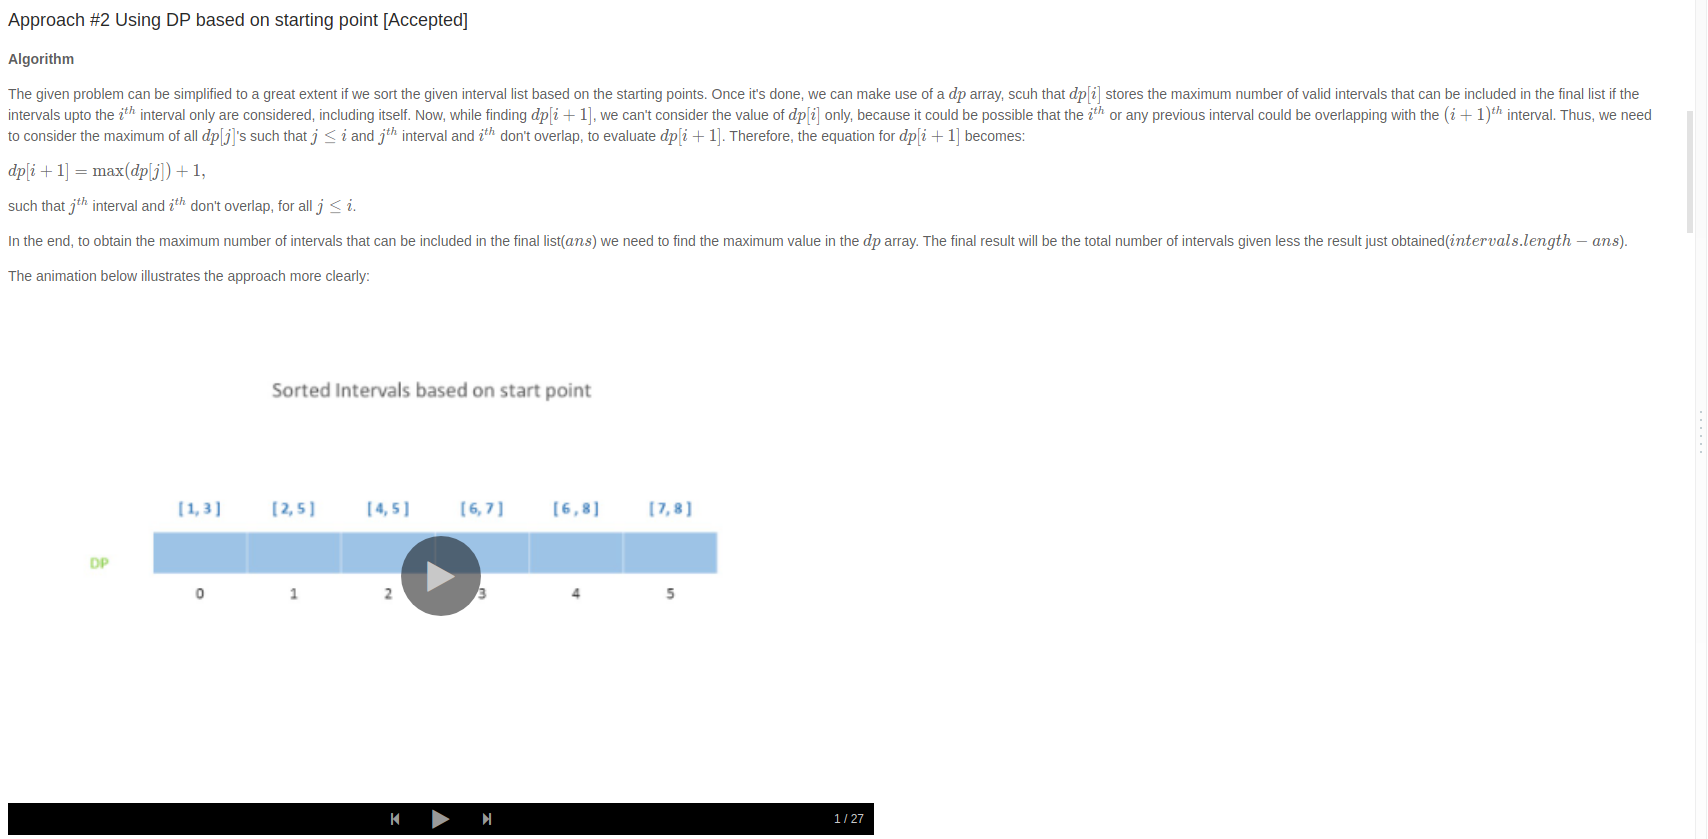 Approach #2 Using DP based on starting point [Accepted]
Algorithm
The given problem can be simplified to a great extent if we sort the given interval list based on the starting points. Once it's done, we can make use of a dp array, scuh that dp[i] stores the maximum number of valid intervals that can be included in the final list if the
intervals upto the i^{th} interval only are considered, including itself. Now, while finding dp[i + 1], we can't consider the value of dp[i] only, because it could be possible that the i^{th} or any previous interval could be overlapping with the (i + 1)^{th} interval. Thus, we need
to consider the maximum of all dp[j]'s such that j ≤ i and j^{th} interval and i^{th} don't overlap, to evaluate dp[i + 1]. Therefore, the equation for dp[i + 1] becomes:
dp[i + 1] = max(dp[j]) + 1,
such that j^{th} interval and i^{th} don't overlap, for all j ≤ i.
In the end, to obtain the maximum number of intervals that can be included in the final list(ans) we need to find the maximum value in the dp array. The final result will be the total number of intervals given less the result just obtained(intervals.length − ans).
The animation below illustrates the approach more clearly:
Sorted Intervals based on start point
[1,3] [2,5] [4,5] [6,7] [6,8] [7,8]
DP
0 1 2 3 4 5
1 / 27